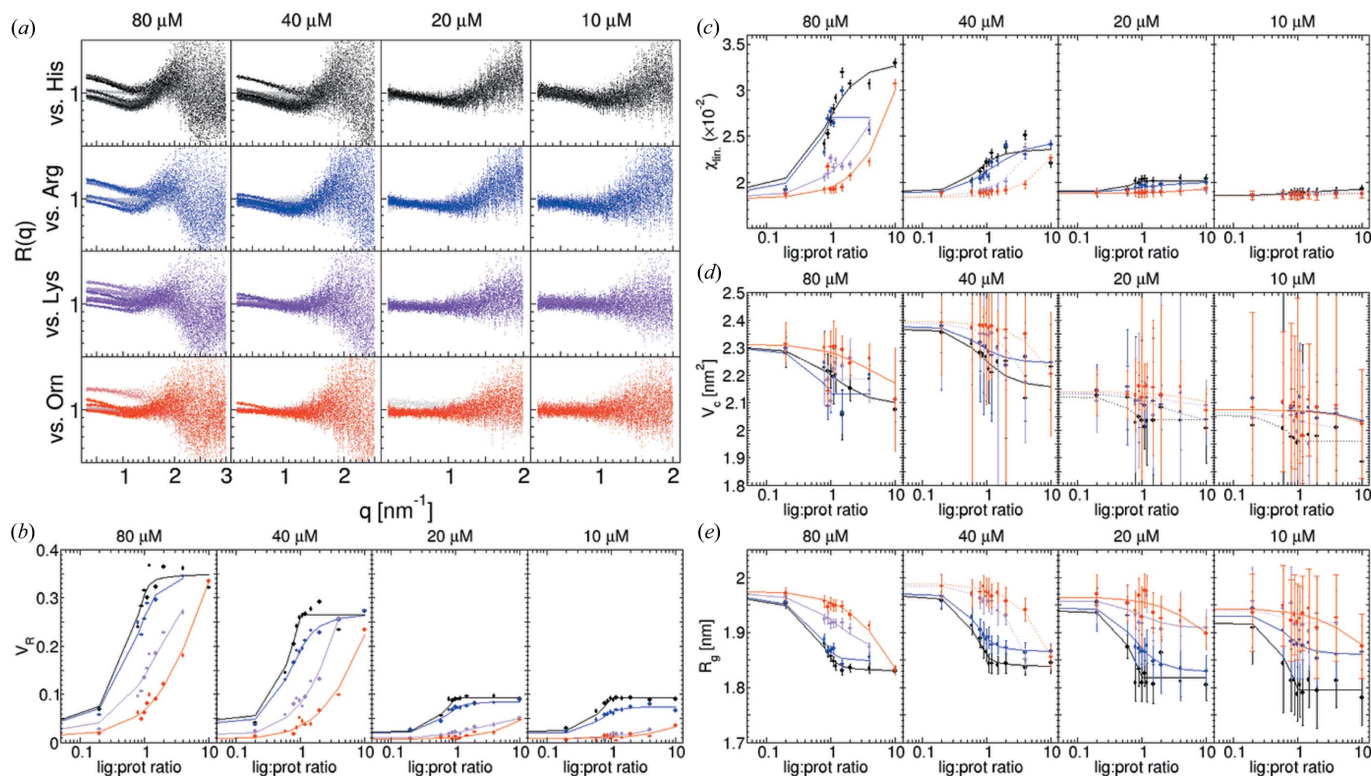 (a)
80 μM 40 μM 20 μM 10 μM
vs. His
1
vs. Arg
1
vs. Lys
1
vs. Orn
1
R(q)
1 2 3 1 2 1 2 1 2
q [nm⁻¹]
(b)
80 μM 40 μM 20 μM 10 μM
V_R
0.4
0.3
0.2
0.1
0
0.1 1 10 0.1 1 10 0.1 1 10 0.1 1 10
lig:prot ratio lig:prot ratio lig:prot ratio lig:prot ratio
(c)
80 μM 40 μM 20 μM 10 μM
χ_lin. (×10⁻²)
3.5
3
2.5
2
0.1 1 10 0.1 1 10 0.1 1 10 0.1 1 10
lig:prot ratio lig:prot ratio lig:prot ratio lig:prot ratio
(d)
80 μM 40 μM 20 μM 10 μM
V_c [nm²]
2.5
2.4
2.3
2.2
2.1
2
1.9
1.8
0.1 1 10 0.1 1 10 0.1 1 10 0.1 1 10
lig:prot ratio lig:prot ratio lig:prot ratio lig:prot ratio
(e)
80 μM 40 μM 20 μM 10 μM
R_g [nm]
2
1.9
1.8
1.7
0.1 1 10 0.1 1 10 0.1 1 10 0.1 1 10
lig:prot ratio lig:prot ratio lig:prot ratio lig:prot ratio